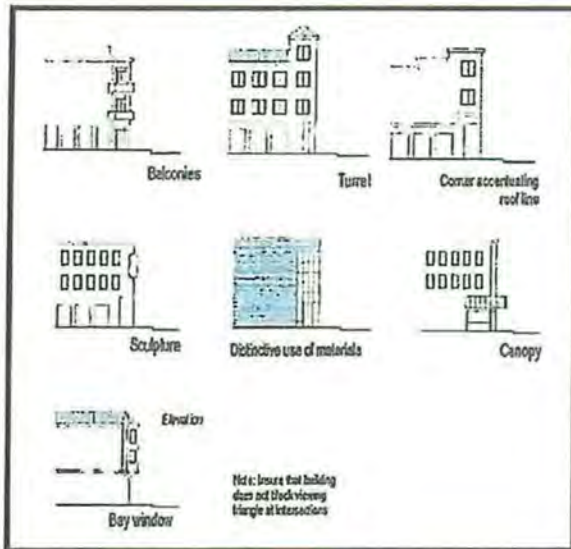 Balconies
Turret
Corner accentuating
roof line
Sculpture
Distinctive use of materials
Canopy
Elevation
Bay window
Note: Insure that building
does not block viewing
triangle at intersections